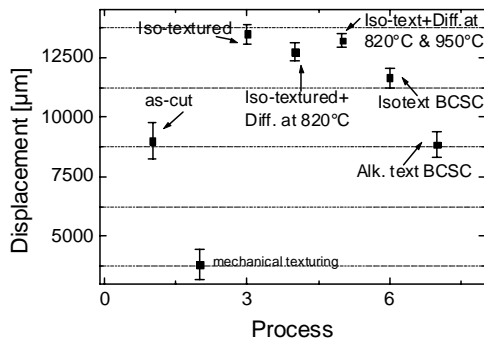 Iso-textured
Iso-text+Diff.at
820°C & 950°C
12500
as-cut
Iso-textured+
Diff. at 820°C
Isotext BCSC
10000
Alk. text BCSC
7500
5000
mechanical texturing
Displacement [µm]
0
3
6
Process